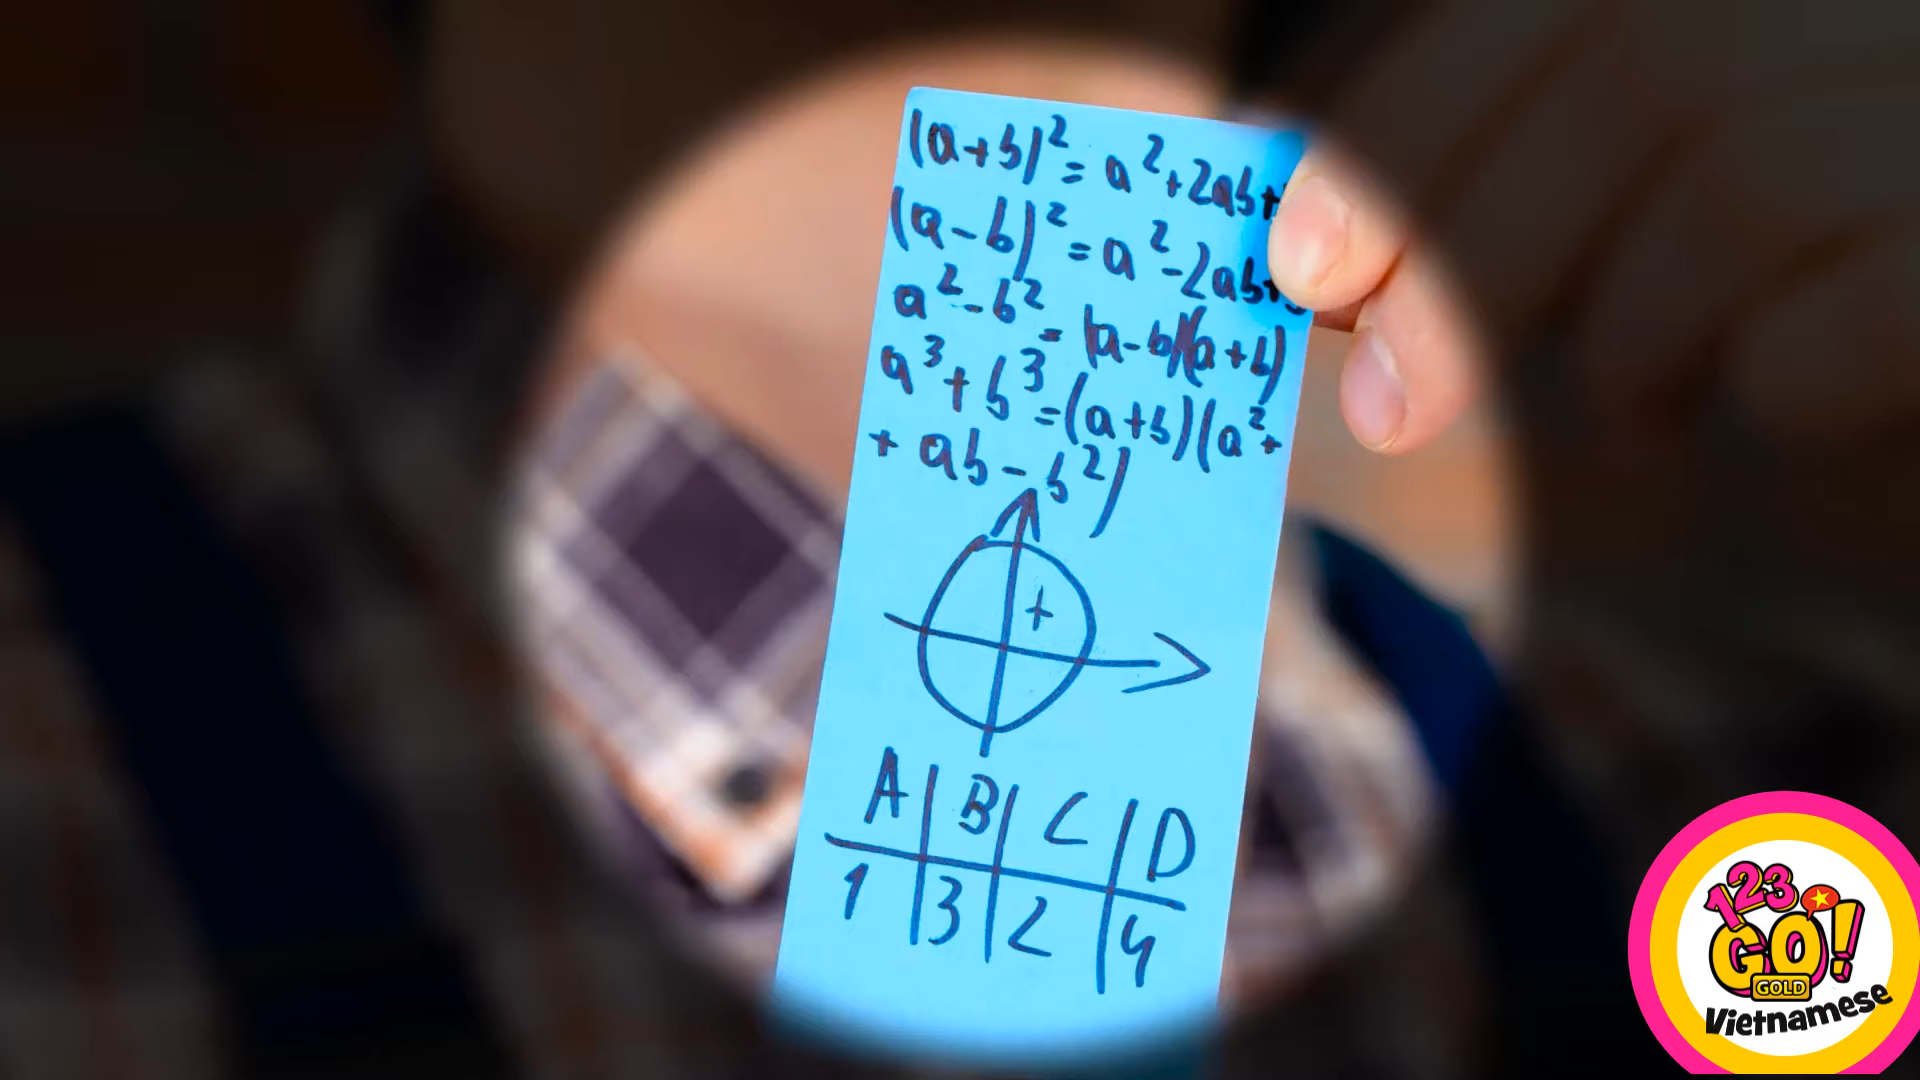 (a+b)² = a²+2ab+
(a-b)² = a²-2ab+
a²-b² = (a-b)(a+b)
a³+b³=(a+b)(a²+
+ab-b²)
+
A | B | C | D
1 | 3 | 2 | 4
123
GO!
GOLD
Vietnamese